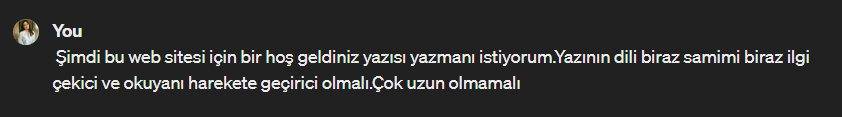 You
Şimdi bu web sitesi için bir hoş geldiniz yazısı yazmanı istiyorum.Yazının dili biraz samimi biraz ilgi
çekici ve okuyanı harekete geçirici olmalı.Çok uzun olmamalı